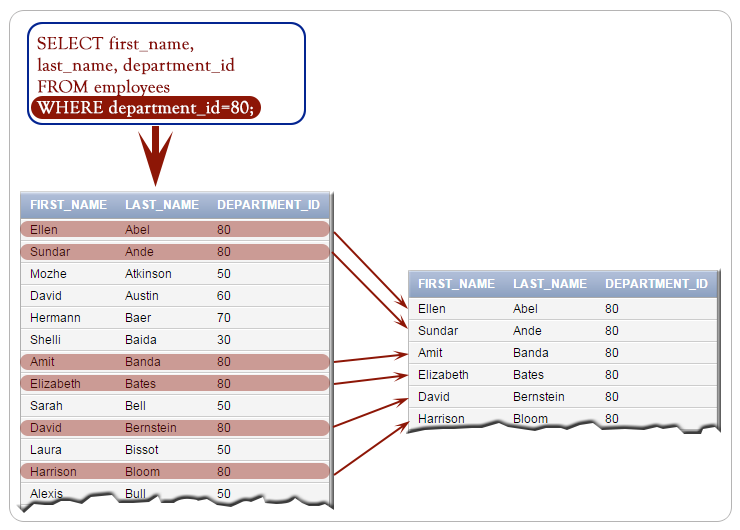 SELECT first_name,
last_name, department_id
FROM employees
WHERE department_id=80;
FIRST_NAME LAST_NAME DEPARTMENT_ID
Ellen Abel 80
Sundar Ande 80
Mozhe Atkinson 50
David Austin 60
Hermann Baer 70
Shelli Baida 30
Amit Banda 80
Elizabeth Bates 80
Sarah Bell 50
David Bernstein 80
Laura Bissot 50
Harrison Bloom 80
Alexis Bull 50
FIRST_NAME LAST_NAME DEPARTMENT_ID
Ellen Abel 80
Sundar Ande 80
Amit Banda 80
Elizabeth Bates 80
David Bernstein 80
Harrison Bloom 80